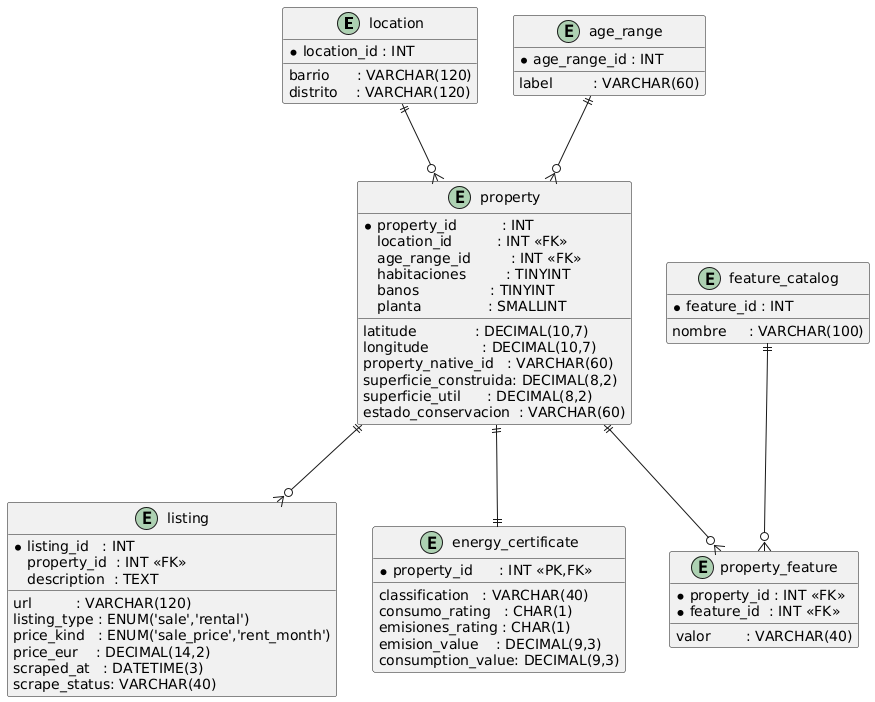 E location
* location_id : INT
barrio : VARCHAR(120)
distrito : VARCHAR(120)
E age_range
* age_range_id : INT
label : VARCHAR(60)
E property
* property_id : INT
location_id : INT «FK»
age_range_id : INT «FK»
habitaciones : TINYINT
banos : TINYINT
planta : SMALLINT
latitude : DECIMAL(10,7)
longitude : DECIMAL(10,7)
property_native_id : VARCHAR(60)
superficie_construida: DECIMAL(8,2)
superficie_util : DECIMAL(8,2)
estado_conservacion : VARCHAR(60)
E feature_catalog
* feature_id : INT
nombre : VARCHAR(100)
E listing
* listing_id : INT
property_id : INT «FK»
description : TEXT
url : VARCHAR(120)
listing_type : ENUM('sale','rental')
price_kind : ENUM('sale_price','rent_month')
price_eur : DECIMAL(14,2)
scraped_at : DATETIME(3)
scrape_status: VARCHAR(40)
E energy_certificate
* property_id : INT «PK,FK»
classification : VARCHAR(40)
consumo_rating : CHAR(1)
emisiones_rating : CHAR(1)
emision_value : DECIMAL(9,3)
consumption_value: DECIMAL(9,3)
E property_feature
* property_id : INT «FK»
* feature_id : INT «FK»
valor : VARCHAR(40)